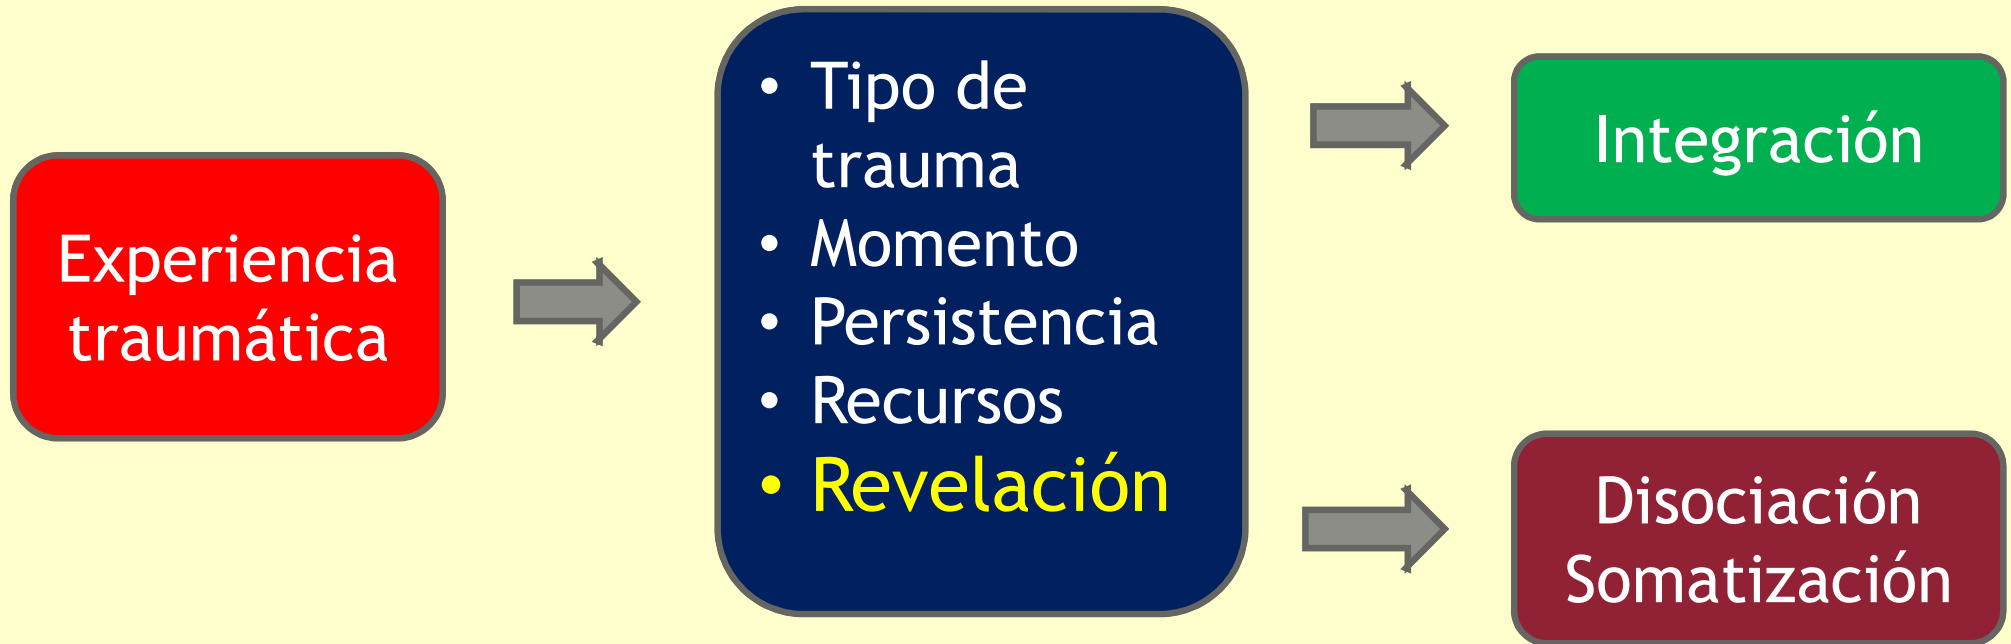 Experiencia
traumática
• Tipo de
trauma
• Momento
• Persistencia
• Recursos
• Revelación
Integración
Disociación
Somatización